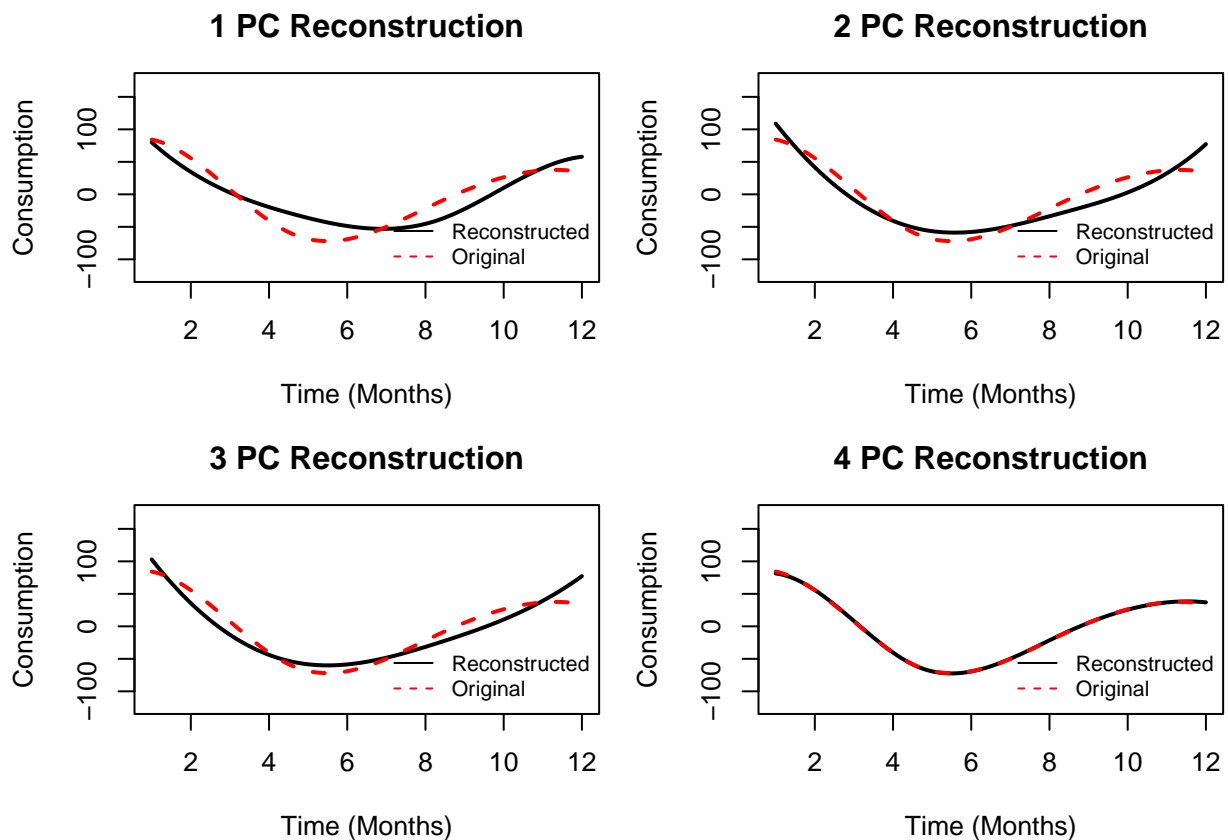 1 PC Reconstruction
Consumption
100
0
−100
Reconstructed
Original
2 4 6 8 10 12
Time (Months)
2 PC Reconstruction
Consumption
100
0
−100
Reconstructed
Original
2 4 6 8 10 12
Time (Months)
3 PC Reconstruction
Consumption
100
0
−100
Reconstructed
Original
2 4 6 8 10 12
Time (Months)
4 PC Reconstruction
Consumption
100
0
−100
Reconstructed
Original
2 4 6 8 10 12
Time (Months)